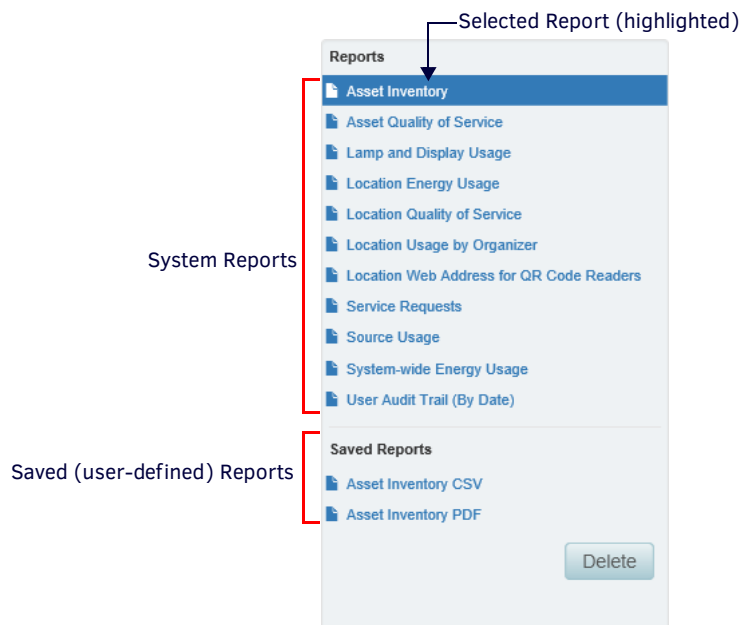 Selected Report (highlighted)
Reports
Asset Inventory
Asset Quality of Service
Lamp and Display Usage
Location Energy Usage
Location Quality of Service
Location Usage by Organizer
System Reports
Location Web Address for QR Code Readers
Service Requests
Source Usage
System-wide Energy Usage
User Audit Trail (By Date)
Saved Reports
Saved (user-defined) Reports
Asset Inventory CSV
Asset Inventory PDF
Delete